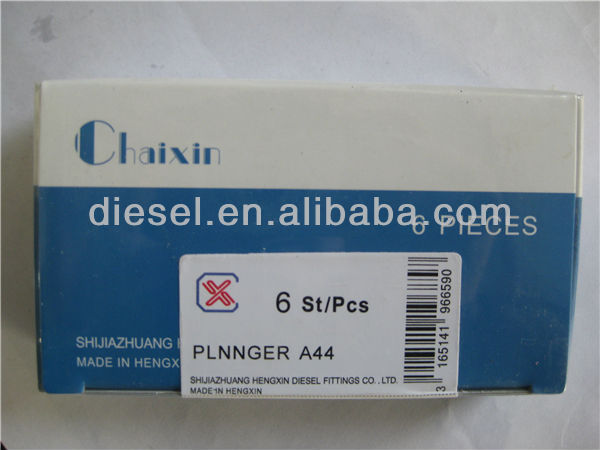 Chaixin
diesel.en.alibaba.com
6 PIECES
6 St/Pcs
PLNNGER A44
SHIJIAZHUANG HENGXIN DIESEL FITTINGS CO., LTD.
MADE IN HENGXIN
3 165141 966590
SHIJIAZHUANG
MADE IN HENGX